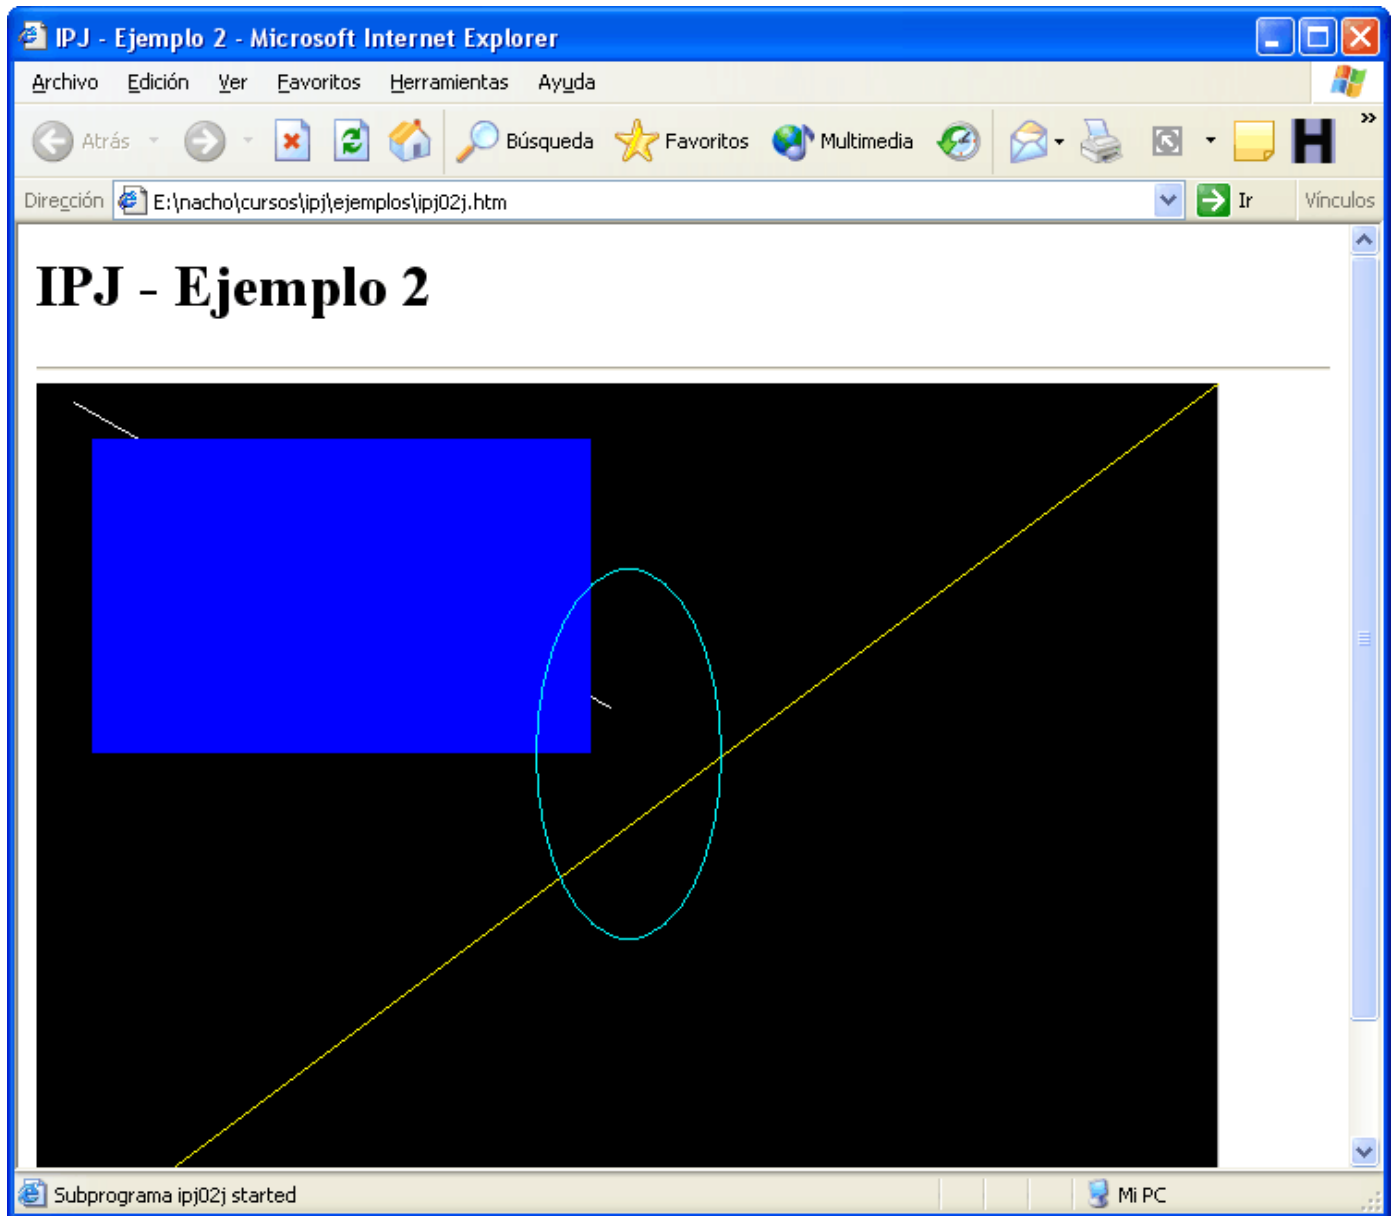 IPJ - Ejemplo 2 - Microsoft Internet Explorer
Archivo Edición Ver Favoritos Herramientas Ayuda
Atrás Búsqueda Favoritos Multimedia H »
Dirección E:\nacho\cursos\ipj\ejemplos\ipj02j.htm Ir Vínculos
IPJ - Ejemplo 2
Subprograma ipj02j started Mi PC